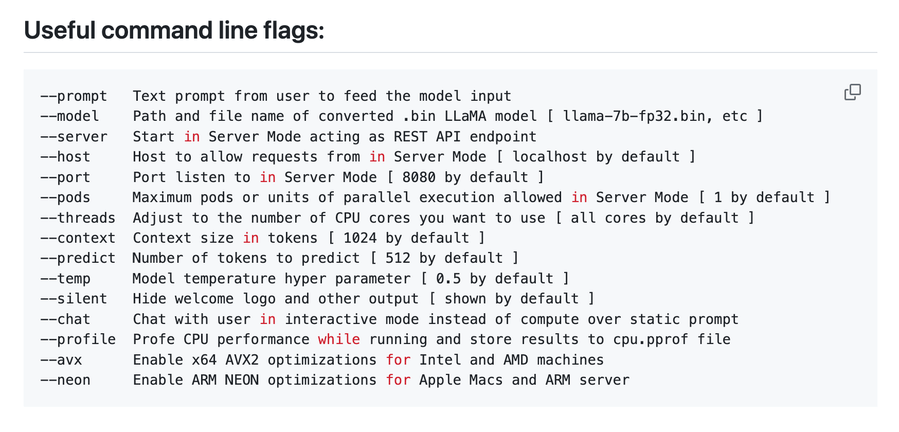 Useful command line flags:
--prompt   Text prompt from user to feed the model input
--model    Path and file name of converted .bin LLaMA model [ llama-7b-fp32.bin, etc ]
--server   Start in Server Mode acting as REST API endpoint
--host     Host to allow requests from in Server Mode [ localhost by default ]
--port     Port listen to in Server Mode [ 8080 by default ]
--pods     Maximum pods or units of parallel execution allowed in Server Mode [ 1 by default ]
--threads  Adjust to the number of CPU cores you want to use [ all cores by default ]
--context  Context size in tokens [ 1024 by default ]
--predict  Number of tokens to predict [ 512 by default ]
--temp     Model temperature hyper parameter [ 0.5 by default ]
--silent   Hide welcome logo and other output [ shown by default ]
--chat     Chat with user in interactive mode instead of compute over static prompt
--profile  Profe CPU performance while running and store results to cpu.pprof file
--avx      Enable x64 AVX2 optimizations for Intel and AMD machines
--neon     Enable ARM NEON optimizations for Apple Macs and ARM server